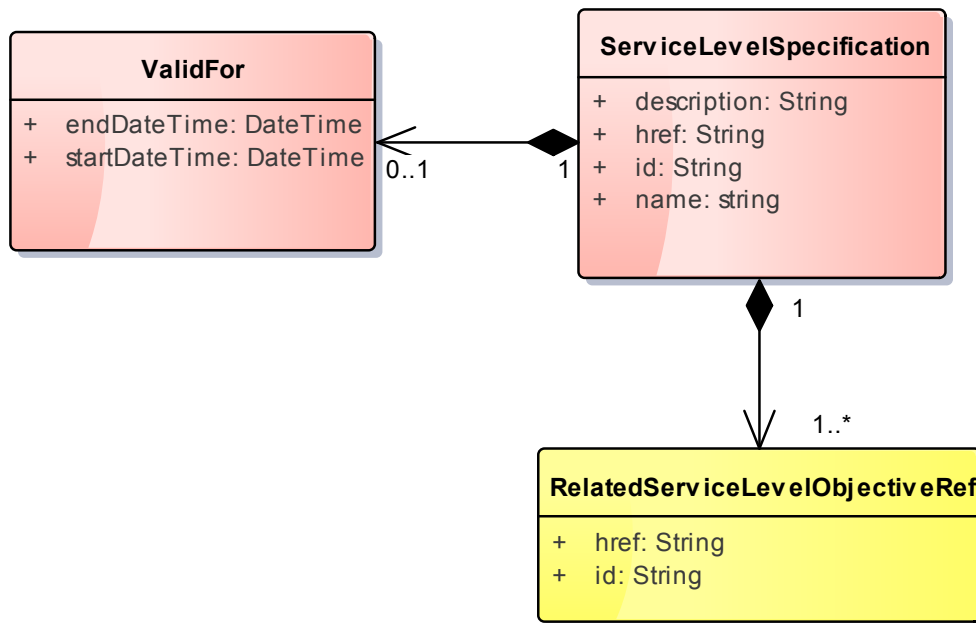 ValidFor
+ endDateTime: DateTime
+ startDateTime: DateTime
ServiceLevelSpecification
+ description: String
+ href: String
+ id: String
+ name: string
0..1
1
1
1..*
RelatedServiceLevelObjectiveRef
+ href: String
+ id: String